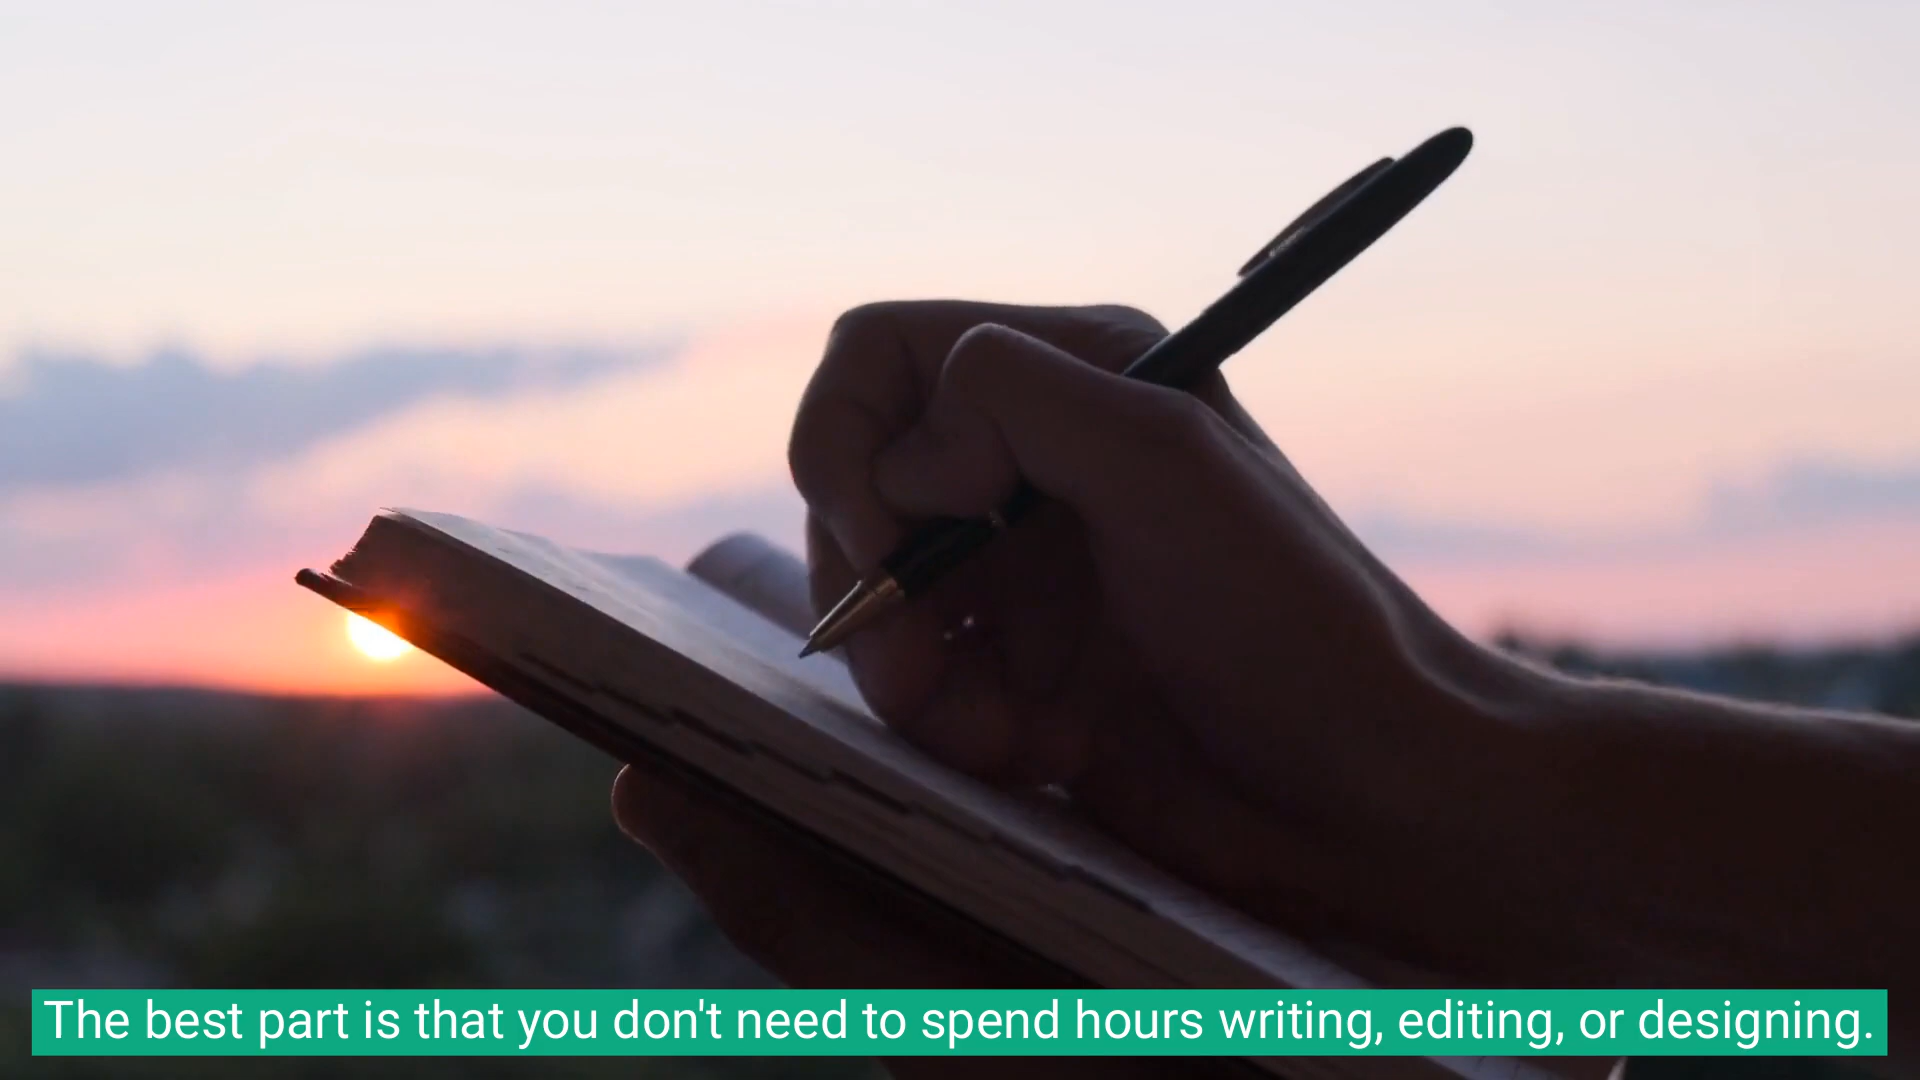 The best part is that you don't need to spend hours writing, editing, or designing.